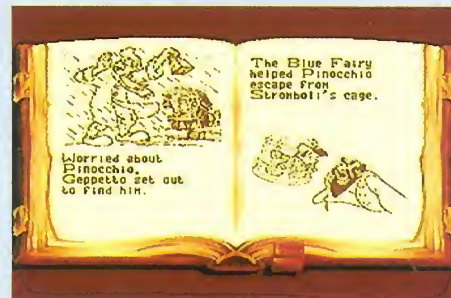 Worried about
Pinocchio,
Geppetto set out
to find him.
The Blue Fairy
helped Pinocchio
escape from
Stromboli's cage.